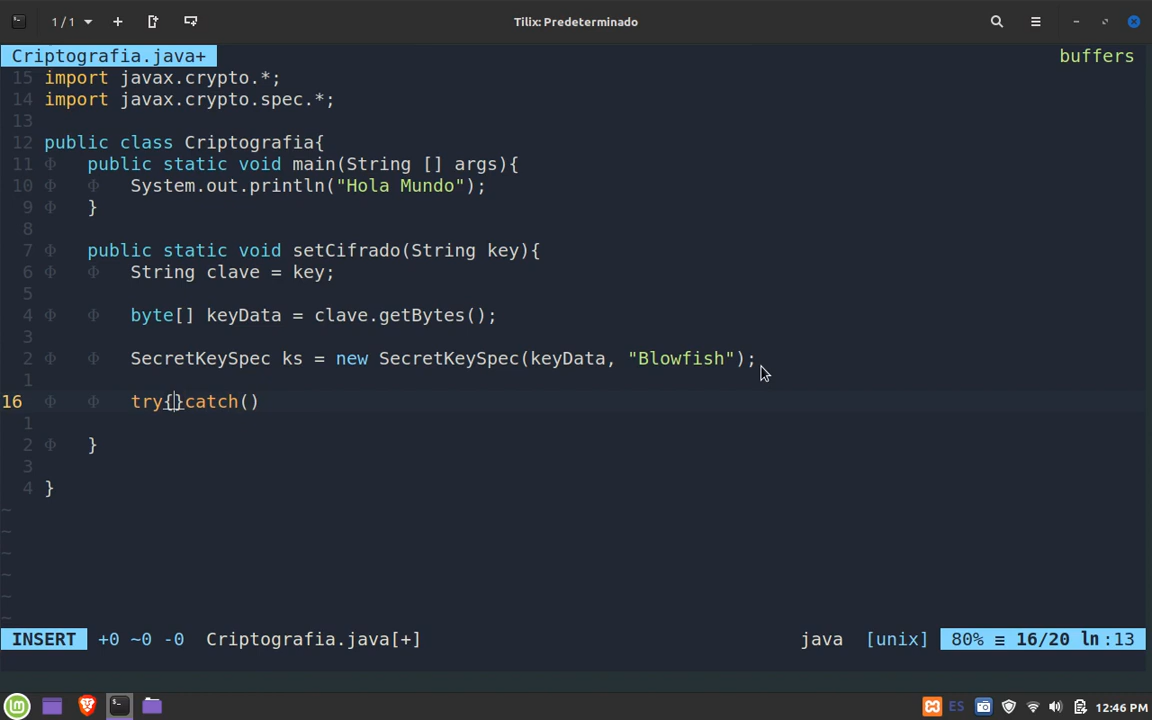 1 / 1
Tilix: Predeterminado
Criptografia.java+ buffers
15 import javax.crypto.*;
14 import javax.crypto.spec.*;
13
12 public class Criptografia{
11 Φ public static void main(String [] args){
10 Φ Φ System.out.println("Hola Mundo");
9 Φ }
8
7 Φ public static void setCifrado(String key){
6 Φ Φ String clave = key;
5
4 Φ Φ byte[] keyData = clave.getBytes();
3
2 Φ Φ SecretKeySpec ks = new SecretKeySpec(keyData, "Blowfish");
1
16 Φ Φ try{}catch()
1
2 Φ }
3
4 }
~
~
~
~
~
~
INSERT +0 ~0 -0 Criptografia.java[+] java [unix] 80% ≡ 16/20 ln :13
ES 12:46 PM